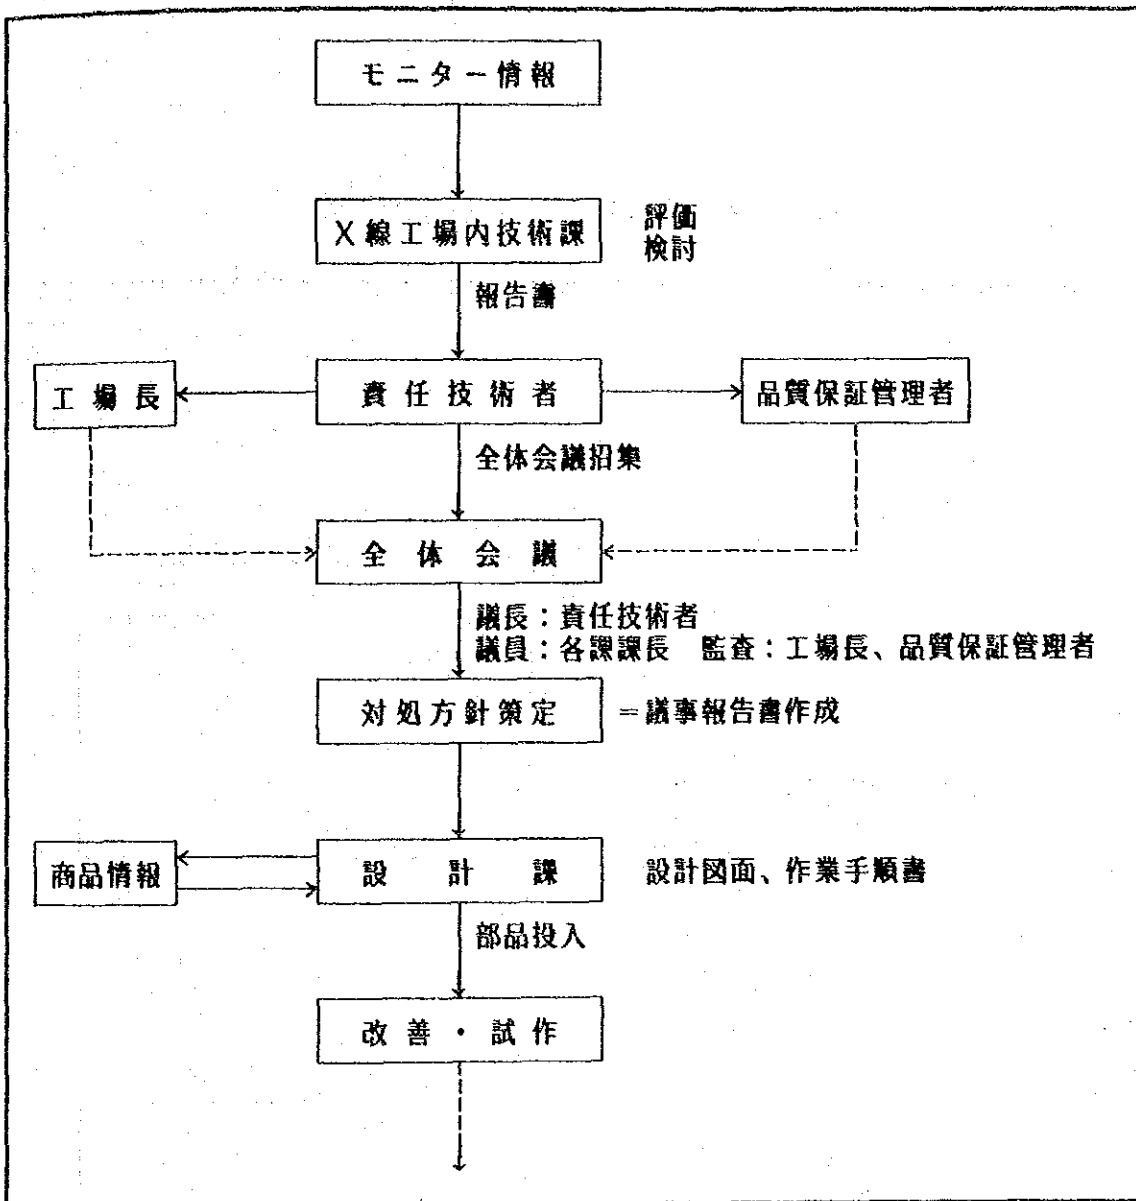 モニター情報
X線工場内技術課
評価
検討
報告書
工場長
責任技術者
品質保証管理者
全体会議招集
全体会議
議長：責任技術者
議員：各課課長 監査：工場長、品質保証管理者
対処方針策定
＝議事報告書作成
商品情報
設計課
設計図面、作業手順書
部品投入
改善・試作